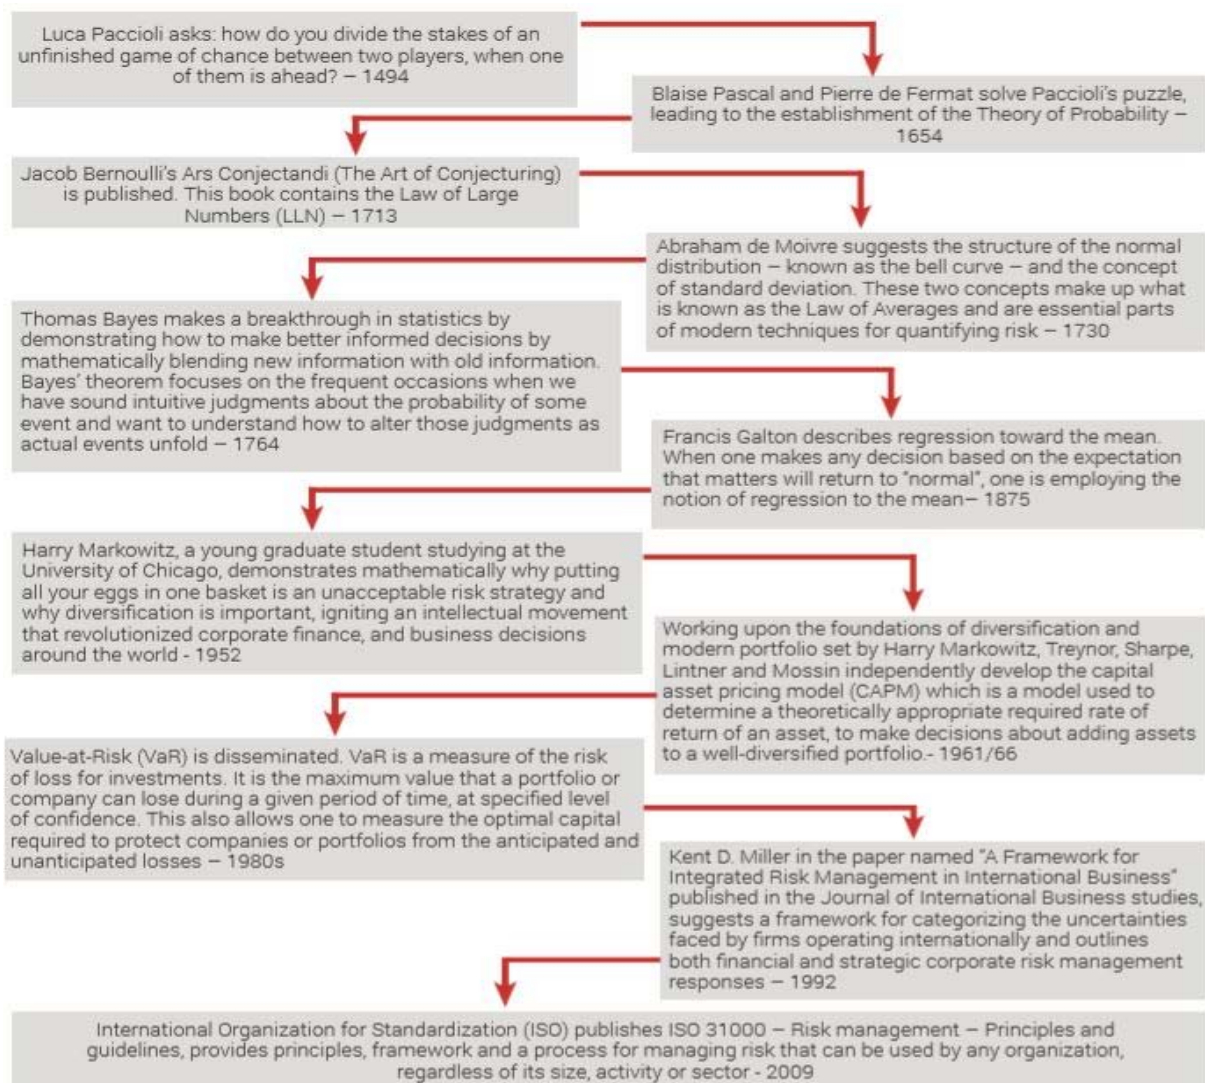 Luca Paccioli asks: how do you divide the stakes of an
unfinished game of chance between two players, when one
of them is ahead? – 1494
Blaise Pascal and Pierre de Fermat solve Paccioli's puzzle,
leading to the establishment of the Theory of Probability –
1654
Jacob Bernoulli's Ars Conjectandi (The Art of Conjecturing)
is published. This book contains the Law of Large
Numbers (LLN) – 1713
Abraham de Moivre suggests the structure of the normal
distribution – known as the bell curve – and the concept
of standard deviation. These two concepts make up what
is known as the Law of Averages and are essential parts
of modern techniques for quantifying risk – 1730
Thomas Bayes makes a breakthrough in statistics by
demonstrating how to make better informed decisions by
mathematically blending new information with old information.
Bayes' theorem focuses on the frequent occasions when we
have sound intuitive judgments about the probability of some
event and want to understand how to alter those judgments as
actual events unfold – 1764
Francis Galton describes regression toward the mean.
When one makes any decision based on the expectation
that matters will return to "normal", one is employing the
notion of regression to the mean– 1875
Harry Markowitz, a young graduate student studying at the
University of Chicago, demonstrates mathematically why putting
all your eggs in one basket is an unacceptable risk strategy and
why diversification is important, igniting an intellectual movement
that revolutionized corporate finance, and business decisions
around the world - 1952
Working upon the foundations of diversification and
modern portfolio set by Harry Markowitz, Treynor, Sharpe,
Lintner and Mossin independently develop the capital
asset pricing model (CAPM) which is a model used to
determine a theoretically appropriate required rate of
return of an asset, to make decisions about adding assets
to a well-diversified portfolio.- 1961/66
Value-at-Risk (VaR) is disseminated. VaR is a measure of the risk
of loss for investments. It is the maximum value that a portfolio or
company can lose during a given period of time, at specified level
of confidence. This also allows one to measure the optimal capital
required to protect companies or portfolios from the anticipated and
unanticipated losses – 1980s
Kent D. Miller in the paper named "A Framework for
Integrated Risk Management in International Business"
published in the Journal of International Business studies,
suggests a framework for categorizing the uncertainties
faced by firms operating internationally and outlines
both financial and strategic corporate risk management
responses – 1992
International Organization for Standardization (ISO) publishes ISO 31000 – Risk management – Principles and
guidelines, provides principles, framework and a process for managing risk that can be used by any organization,
regardless of its size, activity or sector - 2009